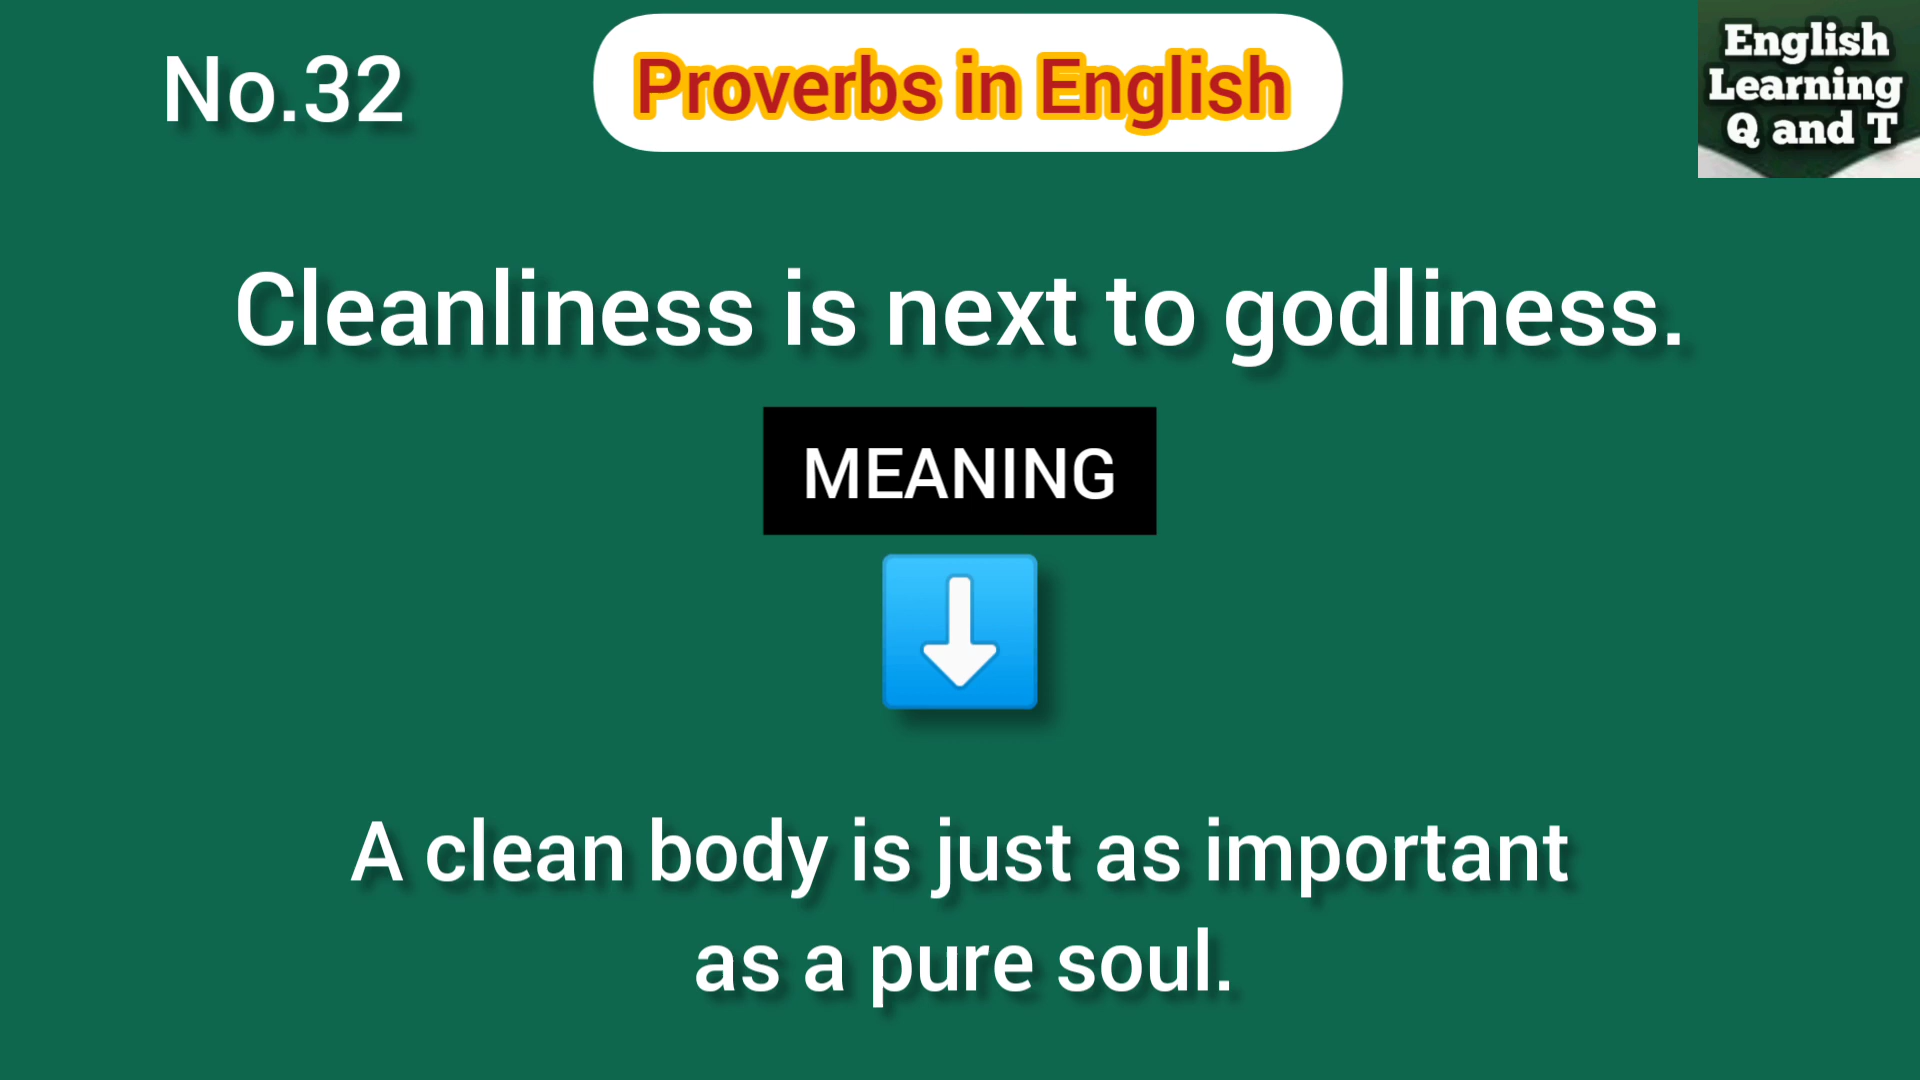 No.32
Proverbs in English
English
Learning
Q and T
Cleanliness is next to godliness.
MEANING
A clean body is just as important
as a pure soul.